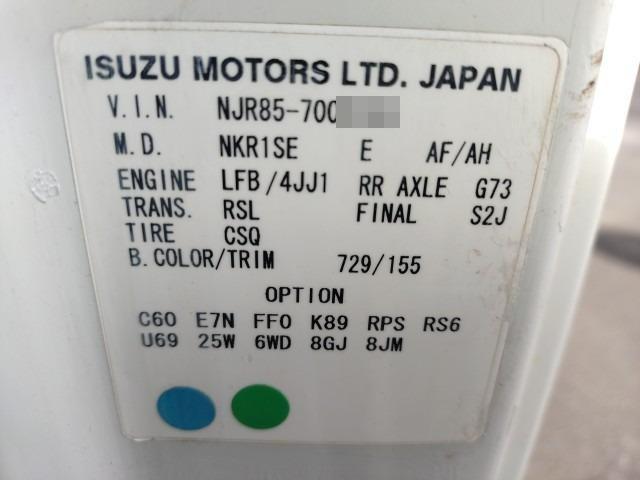 ISUZU MOTORS LTD. JAPAN
V.I.N. NJR85-700
M.D. NKR1SE E AF/AH
ENGINE LFB/4JJ1 RR AXLE G73
TRANS. RSL FINAL S2J
TIRE CSQ
B.COLOR/TRIM 729/155
OPTION
C60 E7N FF0 K89 RPS RS6
U69 25W 6WD 8GJ 8JM